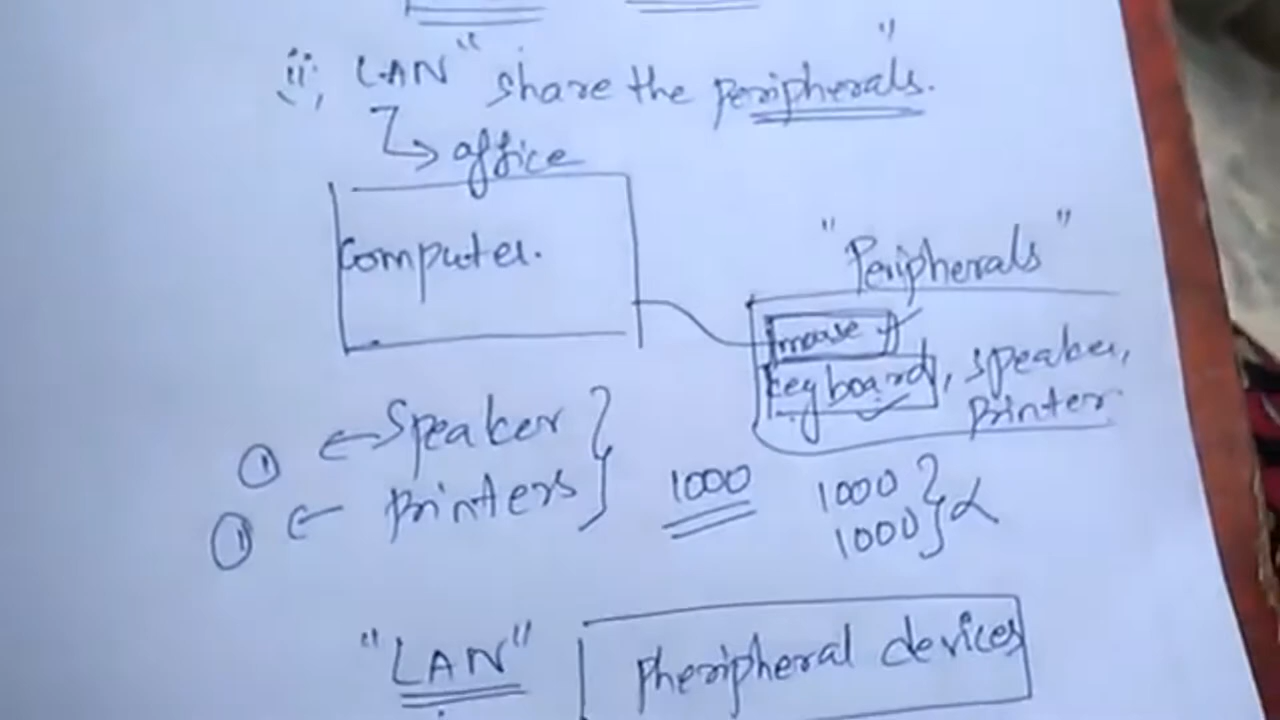 ii, LAN" share the peripherals."
office
Computer.
"Peripherals"
mouse
keyboard, speaker,
printer
① ← Speaker
① ← printers } 1000
1000
1000
"LAN" pheripheral devices